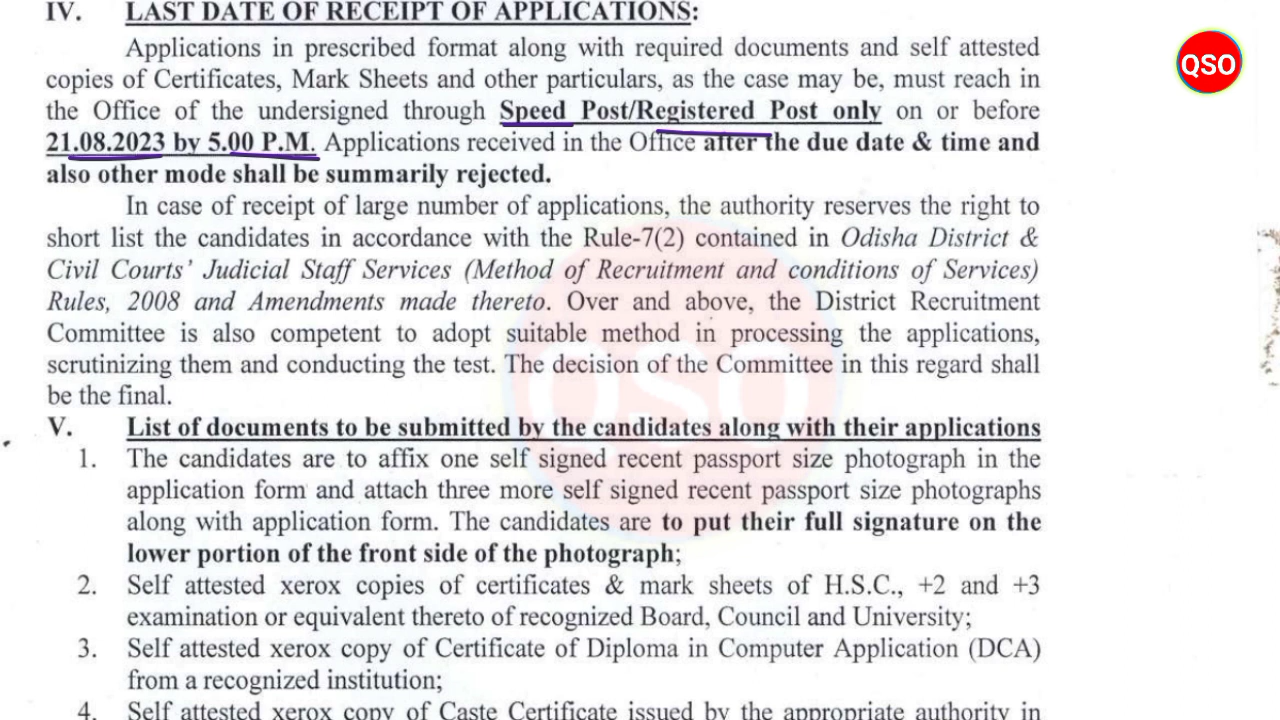 IV. LAST DATE OF RECEIPT OF APPLICATIONS:
Applications in prescribed format along with required documents and self attested
copies of Certificates, Mark Sheets and other particulars, as the case may be, must reach in
the Office of the undersigned through Speed Post/Registered Post only on or before
21.08.2023 by 5.00 P.M. Applications received in the Office after the due date & time and
also other mode shall be summarily rejected.
In case of receipt of large number of applications, the authority reserves the right to
short list the candidates in accordance with the Rule-7(2) contained in Odisha District &
Civil Courts' Judicial Staff Services (Method of Recruitment and conditions of Services)
Rules, 2008 and Amendments made thereto. Over and above, the District Recruitment
Committee is also competent to adopt suitable method in processing the applications,
scrutinizing them and conducting the test. The decision of the Committee in this regard shall
be the final.
V. List of documents to be submitted by the candidates along with their applications
1. The candidates are to affix one self signed recent passport size photograph in the
application form and attach three more self signed recent passport size photographs
along with application form. The candidates are to put their full signature on the
lower portion of the front side of the photograph;
2. Self attested xerox copies of certificates & mark sheets of H.S.C., +2 and +3
examination or equivalent thereto of recognized Board, Council and University;
3. Self attested xerox copy of Certificate of Diploma in Computer Application (DCA)
from a recognized institution;
4. Self attested xerox copy of Caste Certificate issued by the appropriate authority in
QSO
QSO